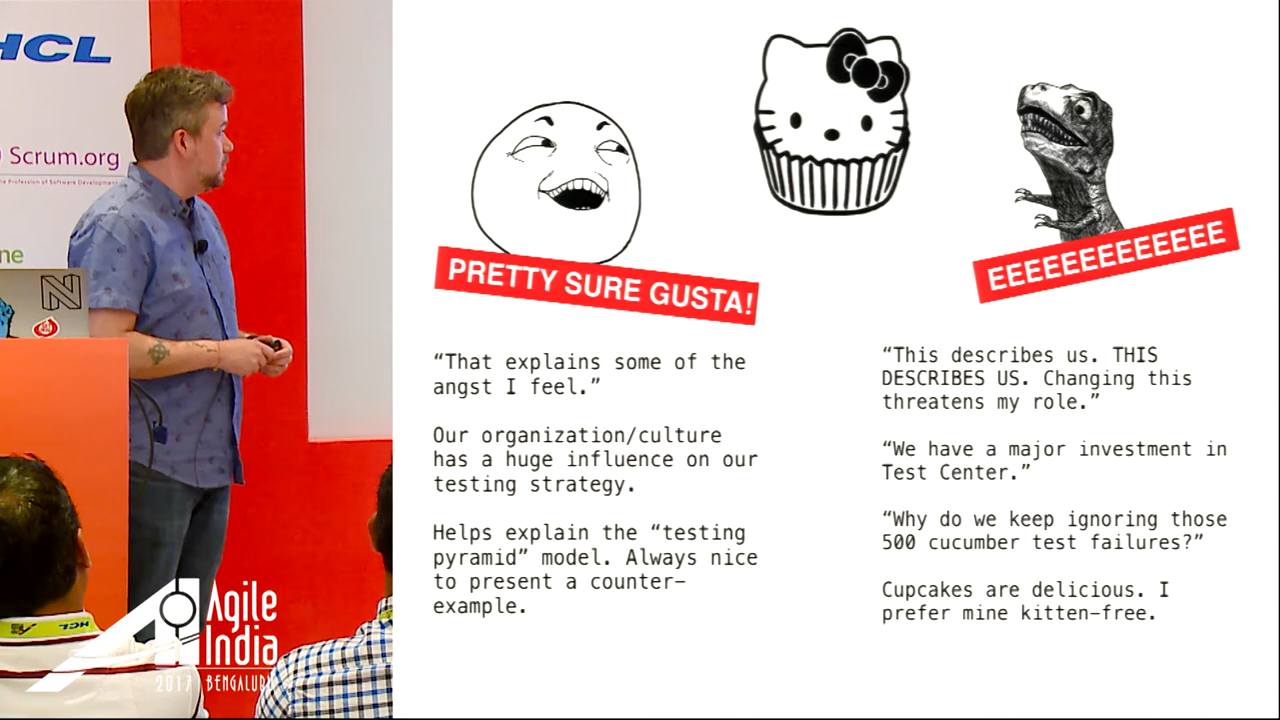 HCL
Scrum.org
ne
N
PRETTY SURE GUSTA!
“That explains some of the
angst I feel.”
Our organization/culture
has a huge influence on our
testing strategy.
Helps explain the “testing
pyramid” model. Always nice
to present a counter–
example.
EEEEEEEEEEEEE
“This describes us. THIS
DESCRIBES US. Changing this
threatens my role.”
“We have a major investment in
Test Center.”
“Why do we keep ignoring those
500 cucumber test failures?”
Cupcakes are delicious. I
prefer mine kitten–free.
HCL
Agile
India
2017 BENGALURU